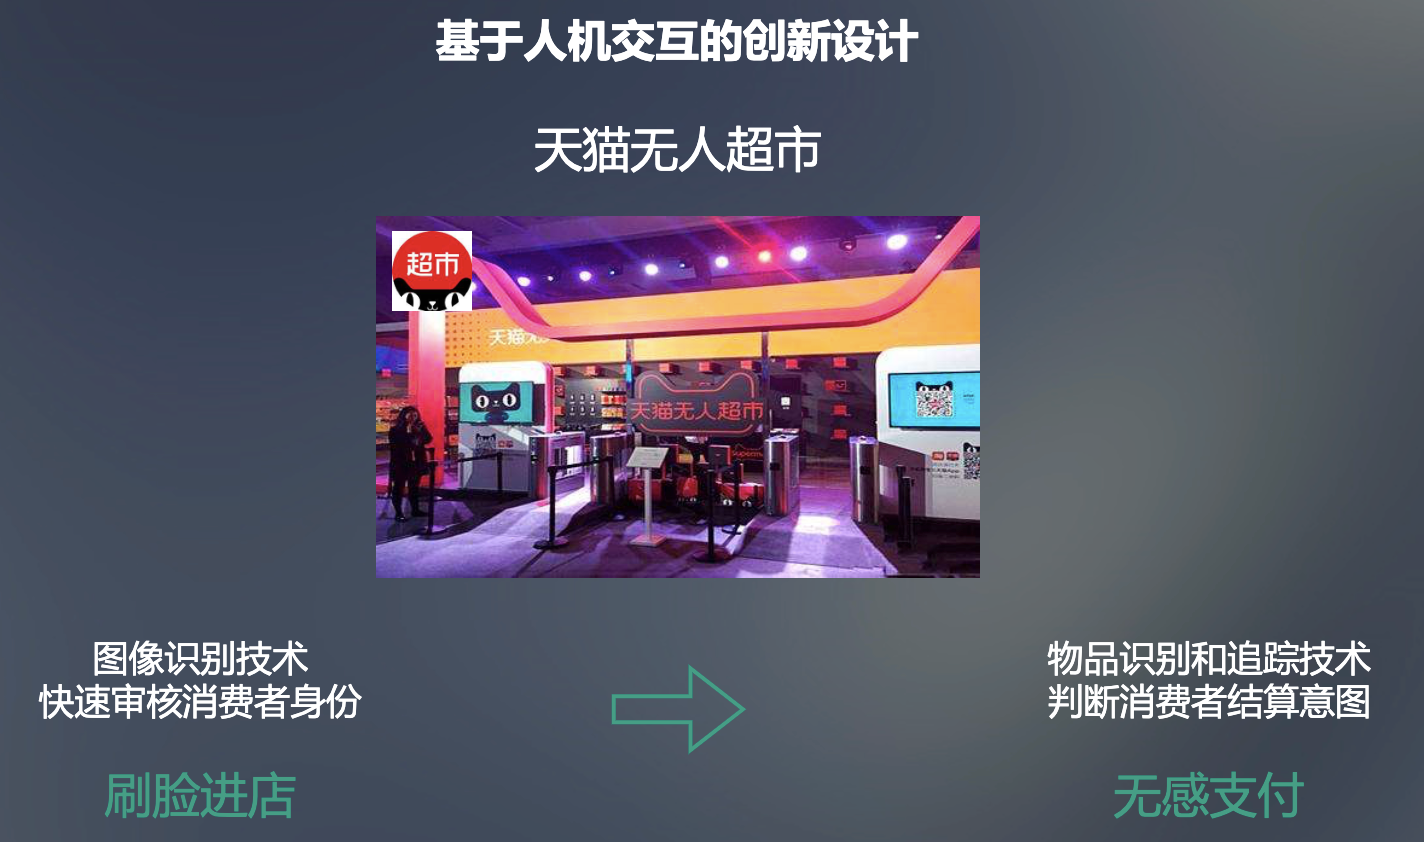 基于人机交互的创新设计
天猫无人超市
超市
天猫无
天猫无人超市
图像识别技术
快速审核消费者身份
物品识别和追踪技术
判断消费者结算意图
刷脸进店
无感支付